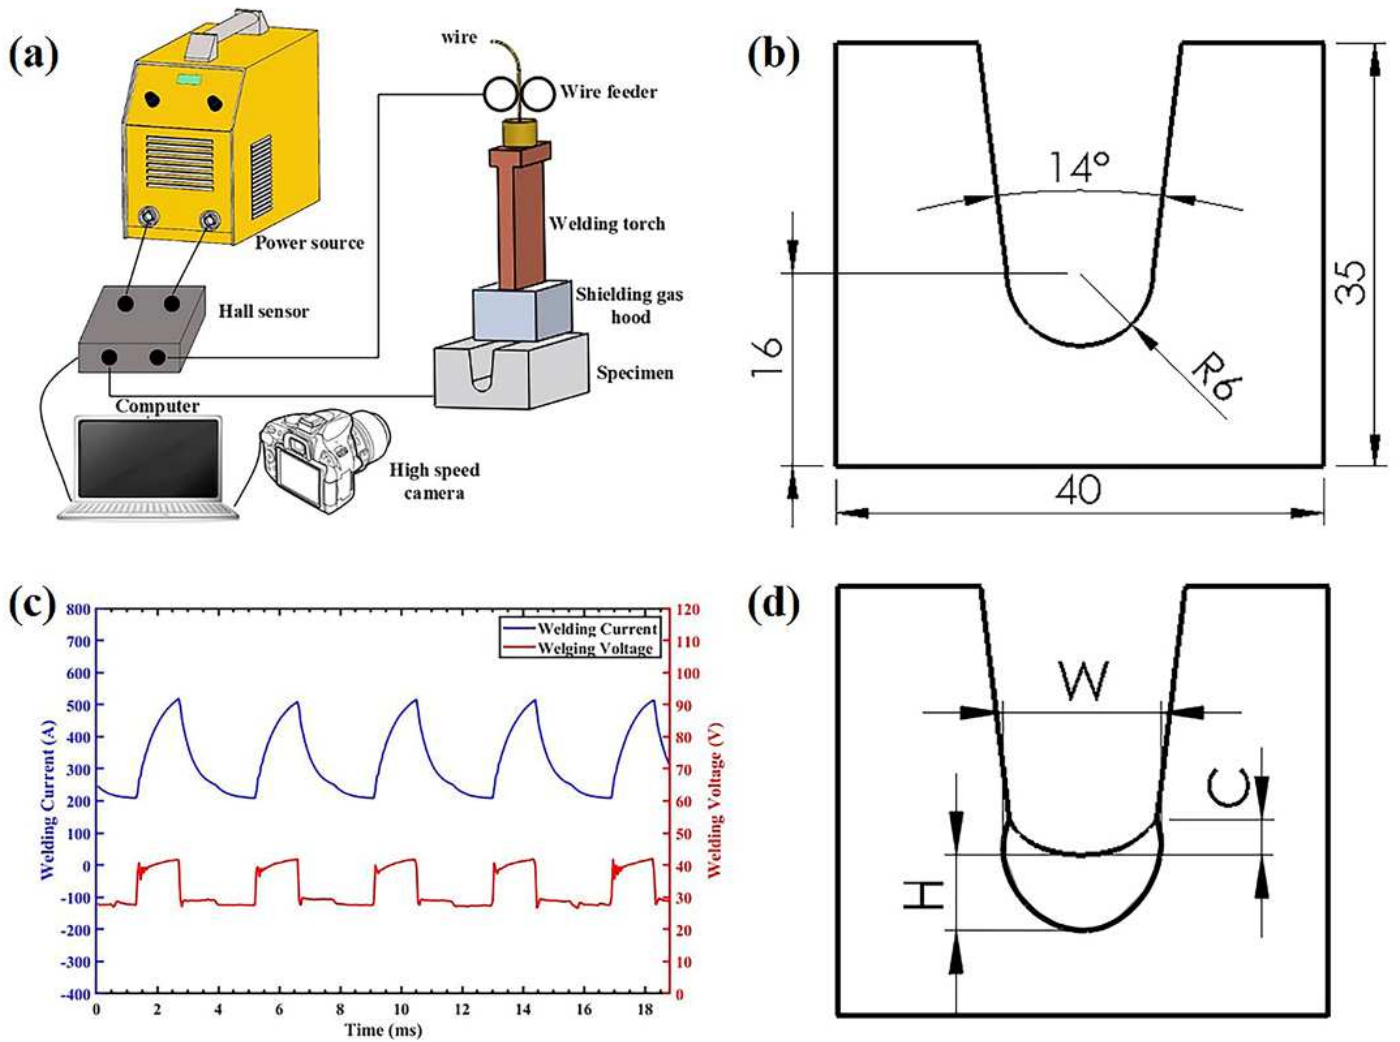 (a)
wire
Wire feeder
Welding torch
Power source
Shielding gas
hood
Hall sensor
Specimen
Computer
High speed
camera
(b)
14°
35
16
R6
40
(c)
800
700
600
500
400
300
200
100
0
-100
-200
-300
-400
Welding Current (A)
Welding Current
Welging Voltage
120
110
100
90
80
70
60
50
40
30
20
10
0
Welding Voltage (V)
0 2 4 6 8 10 12 14 16 18
Time (ms)
(d)
W
C
H